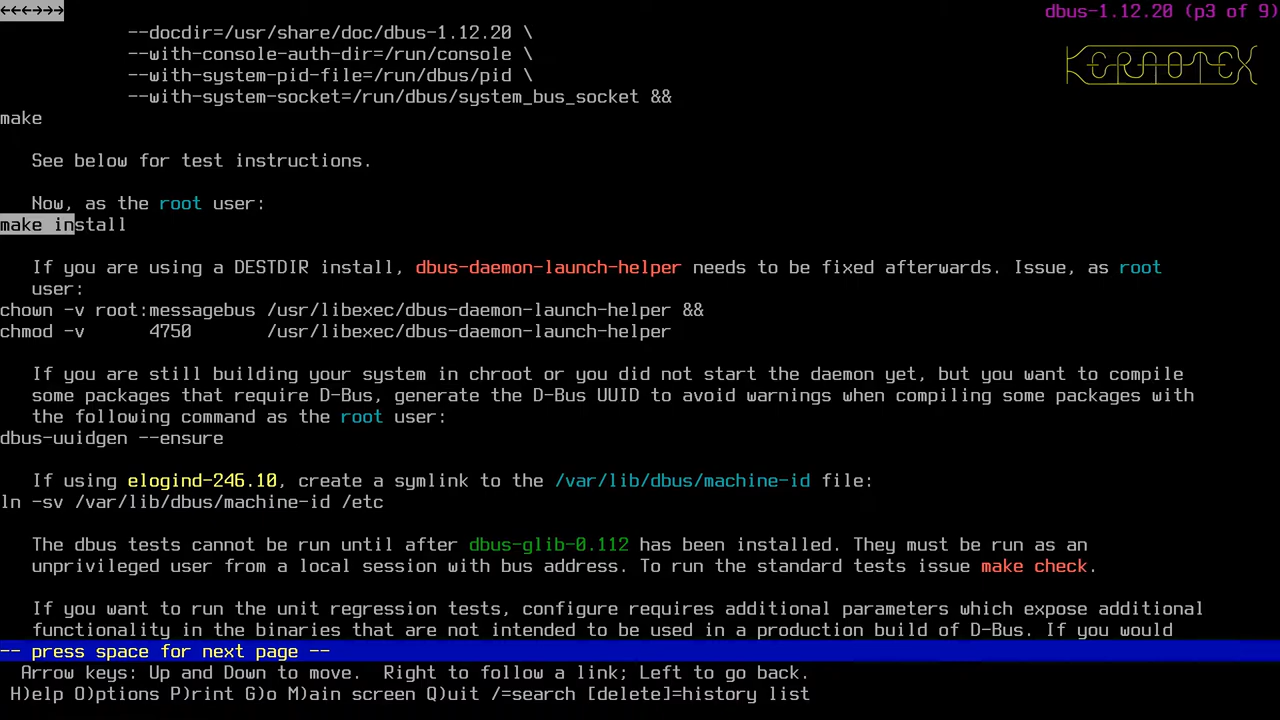 ←←←→→→ dbus-1.12.20 (p3 of 9)
--docdir=/usr/share/doc/dbus-1.12.20 \
--with-console-auth-dir=/run/console \
--with-system-pid-file=/run/dbus/pid \
--with-system-socket=/run/dbus/system_bus_socket &&
make
See below for test instructions.
Now, as the root user:
make install
If you are using a DESTDIR install, dbus-daemon-launch-helper needs to be fixed afterwards. Issue, as root
user:
chown -v root:messagebus /usr/libexec/dbus-daemon-launch-helper &&
chmod -v 4750 /usr/libexec/dbus-daemon-launch-helper
If you are still building your system in chroot or you did not start the daemon yet, but you want to compile
some packages that require D-Bus, generate the D-Bus UUID to avoid warnings when compiling some packages with
the following command as the root user:
dbus-uuidgen --ensure
If using elogind-246.10, create a symlink to the /var/lib/dbus/machine-id file:
ln -sv /var/lib/dbus/machine-id /etc
The dbus tests cannot be run until after dbus-glib-0.112 has been installed. They must be run as an
unprivileged user from a local session with bus address. To run the standard tests issue make check.
If you want to run the unit regression tests, configure requires additional parameters which expose additional
functionality in the binaries that are not intended to be used in a production build of D-Bus. If you would
-- press space for next page --
Arrow keys: Up and Down to move. Right to follow a link; Left to go back.
H)elp O)ptions P)rint G)o M)ain screen Q)uit /=search [delete]=history list